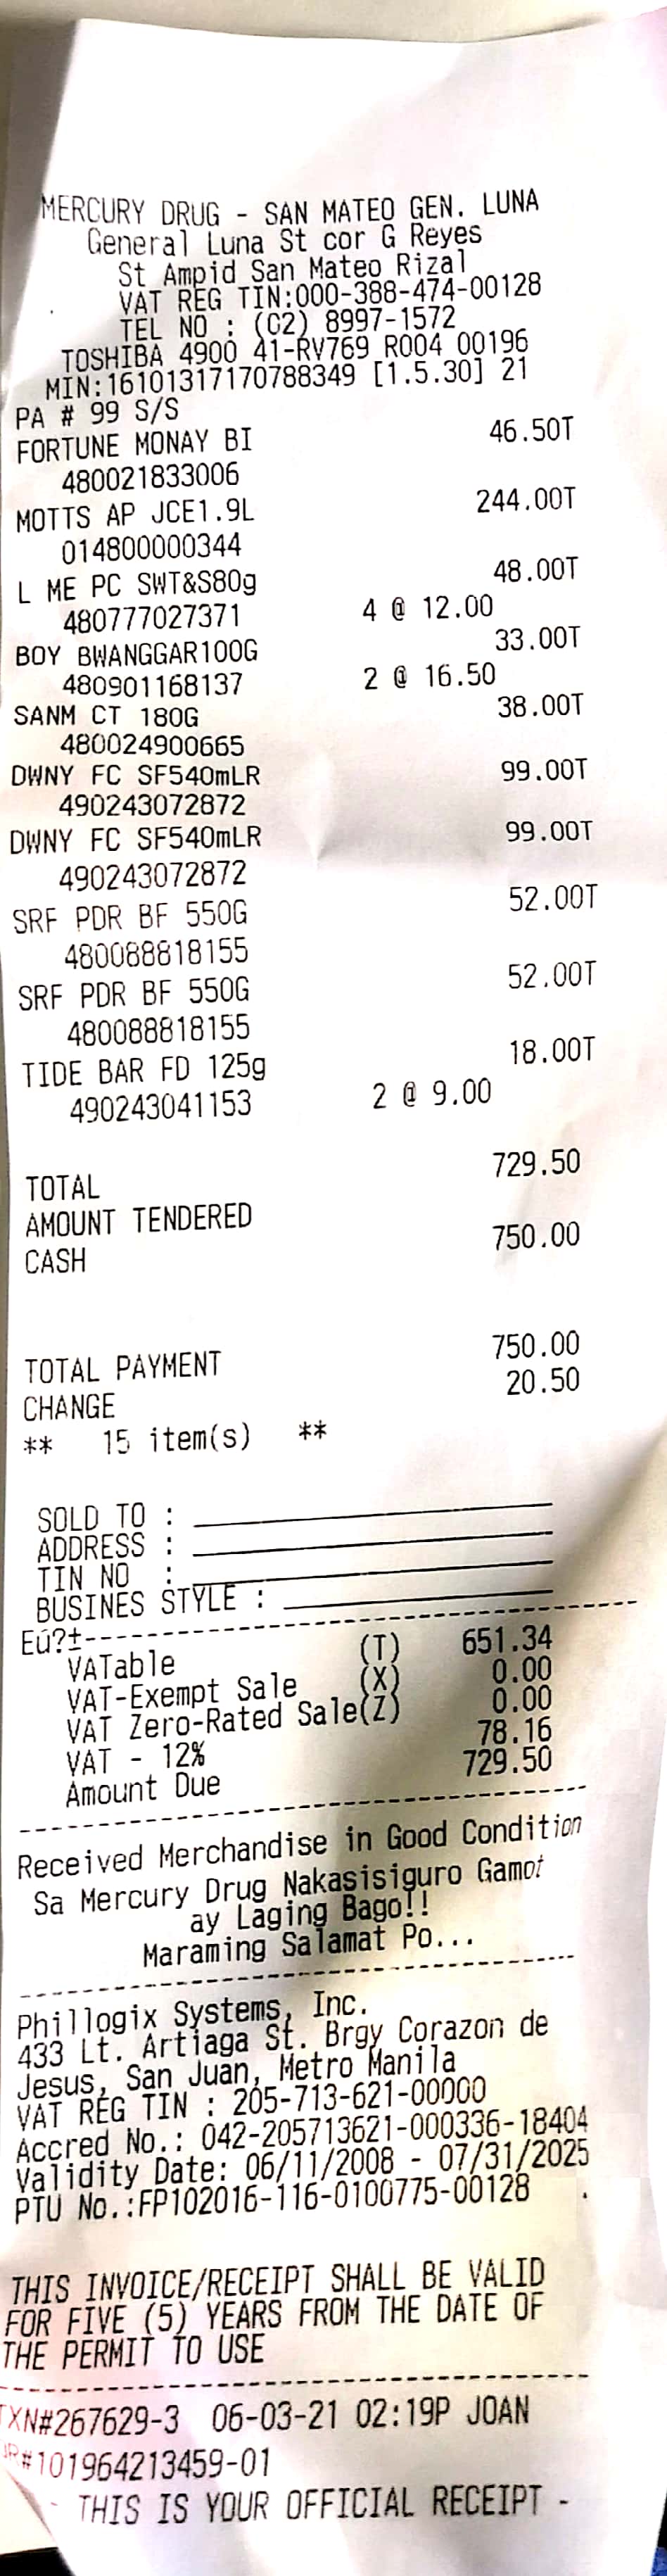 MERCURY DRUG - SAN MATEO GEN. LUNA
General Luna St cor G Reyes
St Ampid San Mateo Rizal
VAT REG TIN:000-388-474-00128
TEL NO : (02) 8997-1572
TOSHIBA 4900 41-RV769 R004 00196
MIN:16101317170788349 [1.5.30] 21
PA # 99 S/S
FORTUNE MONAY BI 46.50T
480021833006
MOTTS AP JCE1.9L 244.00T
014800000344
L ME PC SWT&S80g 48.00T
480777027371 4 @ 12.00
BOY BWANGGAR100G 33.00T
480901168137 2 @ 16.50
SANM CT 180G 38.00T
480024900665
DWNY FC SF540mLR 99.00T
490243072872
DWNY FC SF540mLR 99.00T
490243072872
SRF PDR BF 550G 52.00T
480088818155
SRF PDR BF 550G 52.00T
480088818155
TIDE BAR FD 125g 18.00T
490243041153 2 @ 9.00
TOTAL 729.50
AMOUNT TENDERED
CASH 750.00
TOTAL PAYMENT 750.00
CHANGE 20.50
** 15 item(s) **
SOLD TO :
ADDRESS :
TIN NO :
BUSINES STYLE :
Eú?±
VATable (T) 651.34
VAT-Exempt Sale (X) 0.00
VAT Zero-Rated Sale(Z) 0.00
VAT - 12% 78.16
Amount Due 729.50
Received Merchandise in Good Condition
Sa Mercury Drug Nakasisiguro Gamot
ay Laging Bago!!
Maraming Salamat Po...
Phillogix Systems, Inc.
433 Lt. Artiaga St. Brgy Corazon de
Jesus, San Juan, Metro Manila
VAT REG TIN : 205-713-621-00000
Accred No.: 042-205713621-000336-18404
Validity Date: 06/11/2008 - 07/31/2025
PTU No.:FP102016-116-0100775-00128
THIS INVOICE/RECEIPT SHALL BE VALID
FOR FIVE (5) YEARS FROM THE DATE OF
THE PERMIT TO USE
TXN#267629-3 06-03-21 02:19P JOAN
OR#101964213459-01
- THIS IS YOUR OFFICIAL RECEIPT -